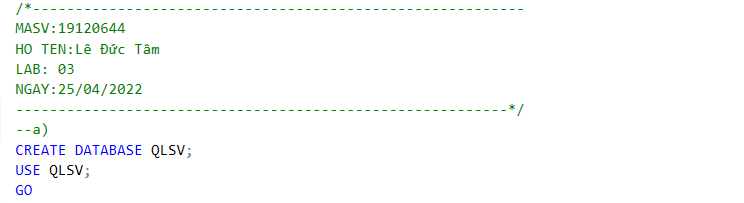 /*---------------------------------------------------------
MASV:19120644
HO TEN:Lê Đức Tâm
LAB: 03
NGAY:25/04/2022
----------------------------------------------------------*/
--a)
CREATE DATABASE QLSV;
USE QLSV;
GO